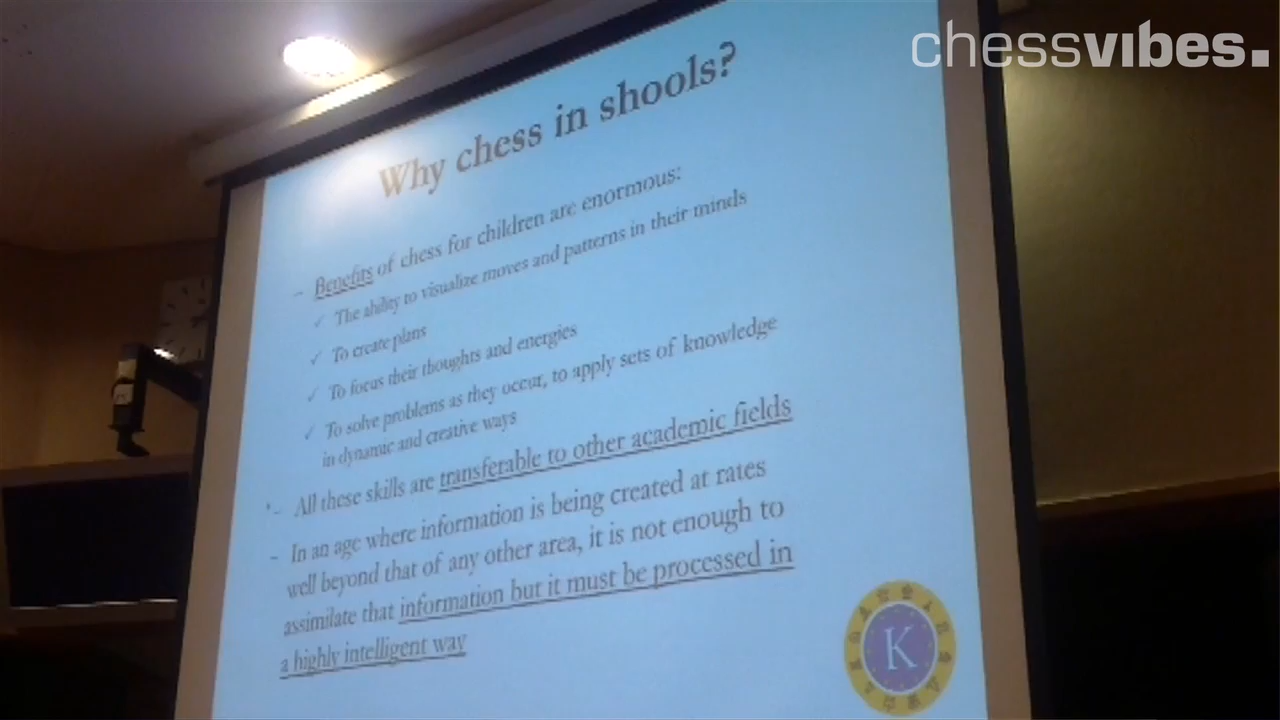 chessvibes.
Why chess in shools?
- Benefits of chess for children are enormous:
✓ The ability to visualize moves and patterns in their minds
✓ To create plans
✓ To focus their thoughts and energies
✓ To solve problems as they occur, to apply sets of knowledge
in dynamic and creative ways
- All these skills are transferable to other academic fields
- In an age where information is being created at rates
well beyond that of any other area, it is not enough to
assimilate that information but it must be processed in
a highly intelligent way
K